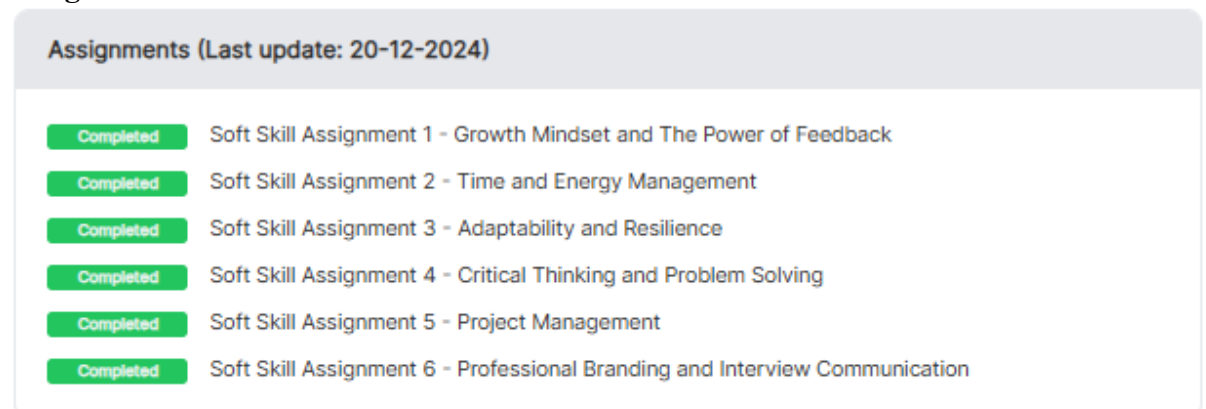 Assignments (Last update: 20-12-2024)
Completed Soft Skill Assignment 1 - Growth Mindset and The Power of Feedback
Completed Soft Skill Assignment 2 - Time and Energy Management
Completed Soft Skill Assignment 3 - Adaptability and Resilience
Completed Soft Skill Assignment 4 - Critical Thinking and Problem Solving
Completed Soft Skill Assignment 5 - Project Management
Completed Soft Skill Assignment 6 - Professional Branding and Interview Communication